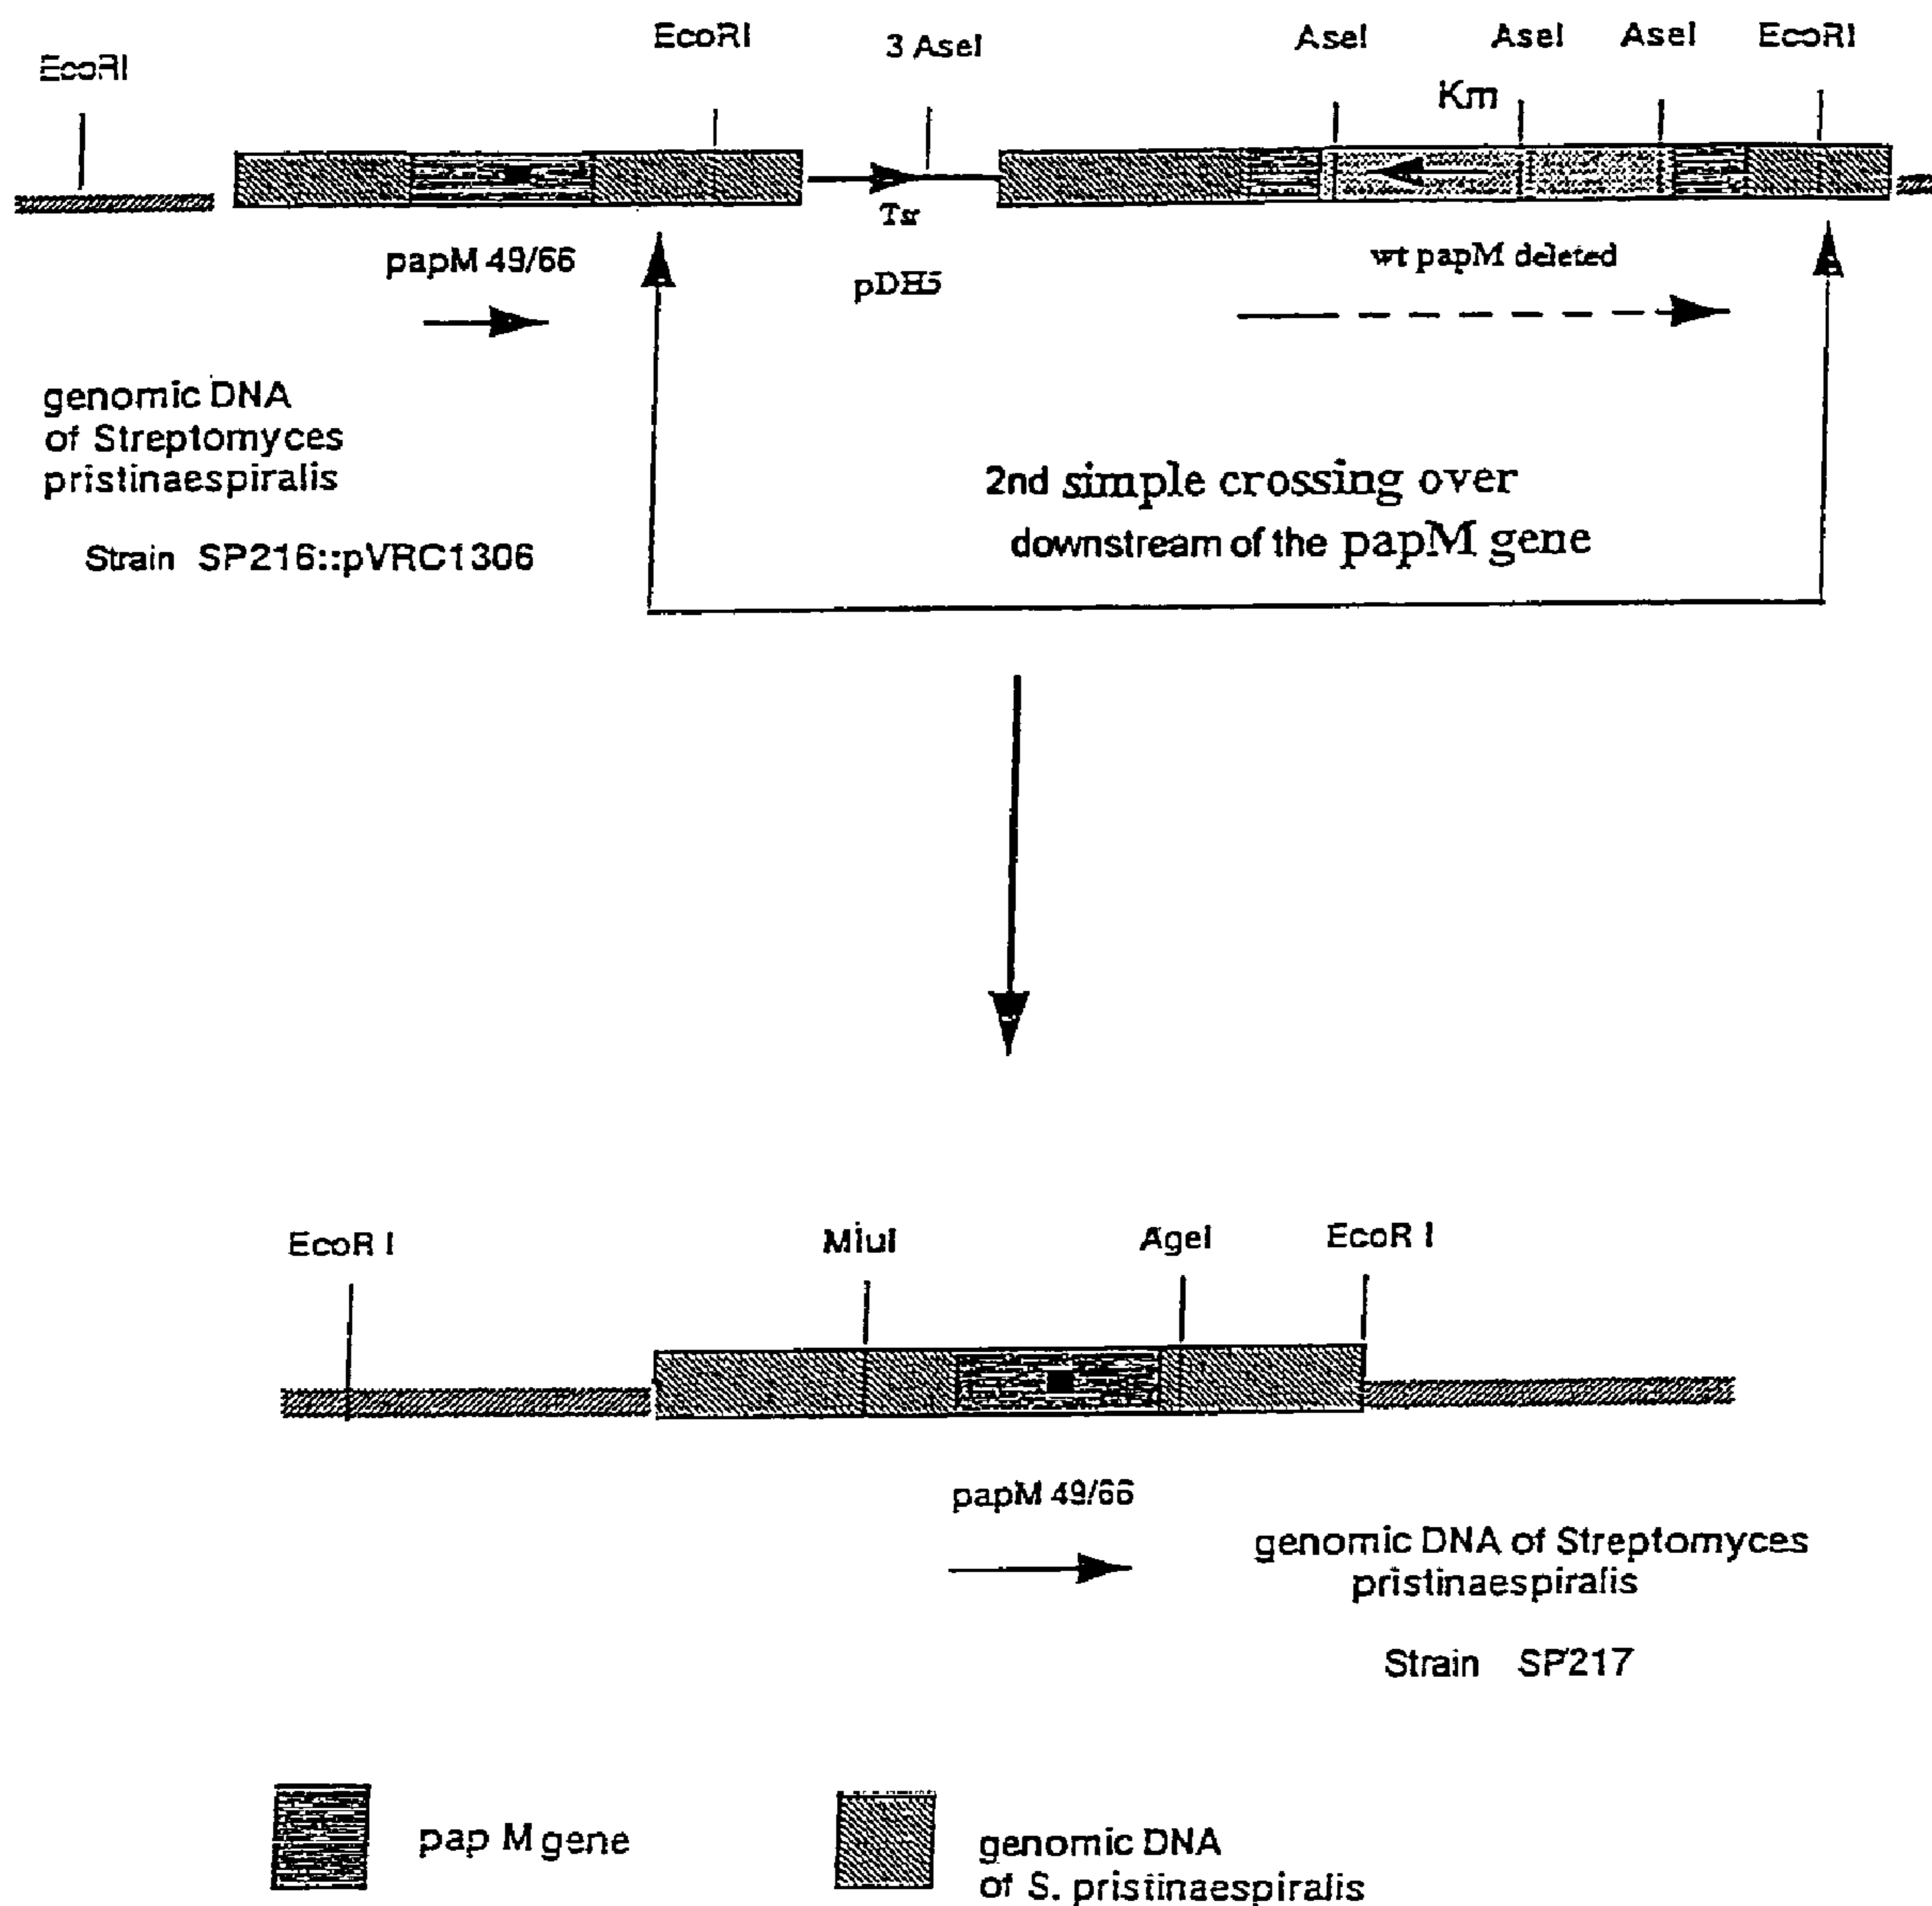 EcoRI
EcoRI
3 AseI
AseI
AseI
AseI
EcoRI
Km
Tsr
papM 49/66
pDH5
wt papM deleted
genomic DNA
of Streptomyces
pristinaespiralis
Strain SP216::pVRC1306
2nd simple crossing over
downstream of the papM gene
EcoR I
MluI
AgeI
EcoR I
papM 49/66
genomic DNA of Streptomyces
pristinaespiralis
Strain SP217
pap M gene
genomic DNA
of S. pristinaespiralis